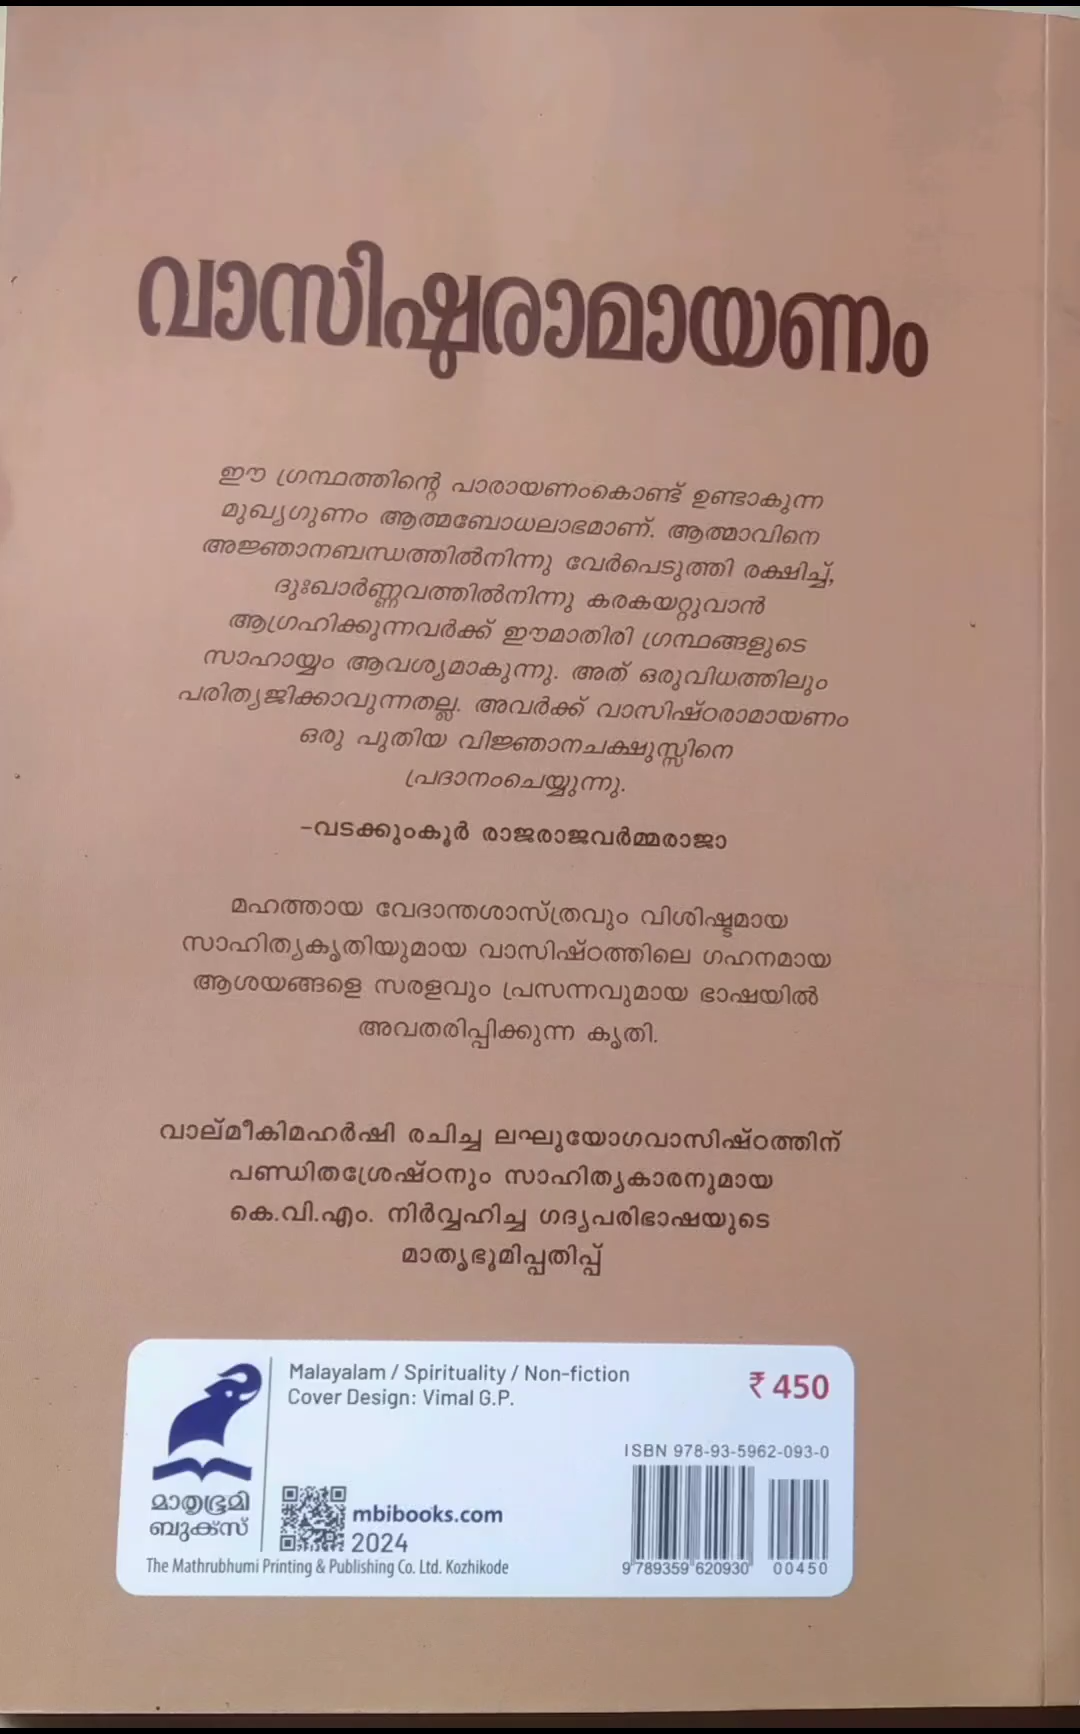 വാസിഷ്ഠരാമായണം
ഈ ഗ്രന്ഥത്തിന്റെ പാരായണംകൊണ്ട് ഉണ്ടാകുന്ന
മുഖ്യഗുണം ആത്മബോധലാഭമാണ്. ആത്മാവിനെ
അജ്ഞാനബന്ധത്തിൽനിന്നു വേർപെടുത്തി രക്ഷിച്ച്,
ദുഃഖാർണ്ണവത്തിൽനിന്നു കരകയറ്റുവാൻ
ആഗ്രഹിക്കുന്നവർക്ക് ഈമാതിരി ഗ്രന്ഥങ്ങളുടെ
സാഹായ്യം ആവശ്യമാകുന്നു. അത് ഒരുവിധത്തിലും
പരിത്യജിക്കാവുന്നതല്ല. അവർക്ക് വാസിഷ്ഠരാമായണം
ഒരു പുതിയ വിജ്ഞാനചക്ഷുസ്സിനെ
പ്രദാനംചെയ്യുന്നു.
-വടക്കുംകൂർ രാജരാജവർമ്മരാജാ
മഹത്തായ വേദാന്തശാസ്ത്രവും വിശിഷ്ടമായ
സാഹിത്യകൃതിയുമായ വാസിഷ്ഠത്തിലെ ഗഹനമായ
ആശയങ്ങളെ സരളവും പ്രസന്നവുമായ ഭാഷയിൽ
അവതരിപ്പിക്കുന്ന കൃതി.
വാല്മീകിമഹർഷി രചിച്ച ലഘുയോഗവാസിഷ്ഠത്തിന്
പണ്ഡിതശ്രേഷ്ഠനും സാഹിത്യകാരനുമായ
കെ.വി.എം. നിർവ്വഹിച്ച ഗദ്യപരിഭാഷയുടെ
മാതൃഭൂമിപ്പതിപ്പ്
Malayalam / Spirituality / Non-fiction
Cover Design: Vimal G.P.
₹ 450
ISBN 978-93-5962-093-0
മാതൃഭൂമി
ബുക്സ്
mbibooks.com
2024
The Mathrubhumi Printing & Publishing Co. Ltd. Kozhikode
9 789359 620930 00450